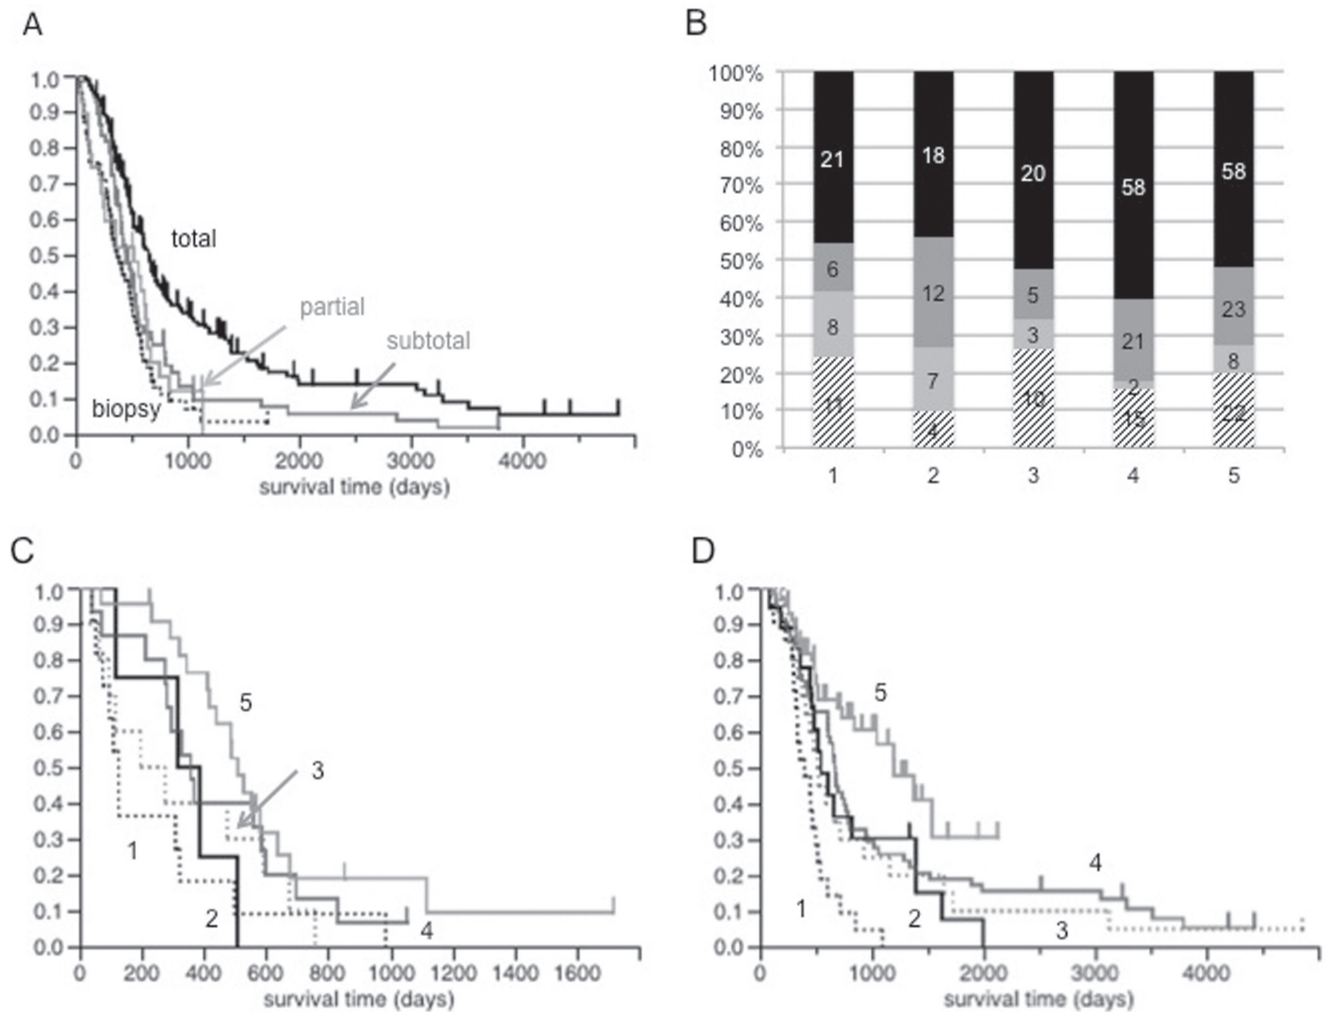 A
1.0
0.9
0.8
0.7
0.6
0.5
0.4
0.3
0.2
0.1
0.0
total
partial
subtotal
biopsy
0 1000 2000 3000 4000
survival time (days)
B
100%
90%
80%
70%
60%
50%
40%
30%
20%
10%
0%
21 18 20 58 58
6 12 5 21 23
8 7 3 2 8
11 4 10 15 22
1 2 3 4 5
C
1.0
0.9
0.8
0.7
0.6
0.5
0.4
0.3
0.2
0.1
0.0
5
3
1
2
4
0 200 400 600 800 1000 1200 1400 1600
survival time (days)
D
1.0
0.9
0.8
0.7
0.6
0.5
0.4
0.3
0.2
0.1
0.0
5
4
1
2
3
0 1000 2000 3000 4000
survival time (days)